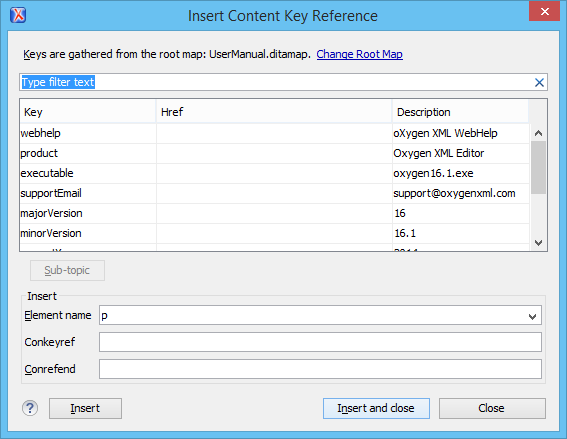 Insert Content Key Reference
Keys are gathered from the root map: UserManual.ditamap. Change Root Map
Type filter text
Key Href Description
webhelp oXygen XML WebHelp
product Oxygen XML Editor
executable oxygen16.1.exe
supportEmail support@oxygenxml.com
majorVersion 16
minorVersion 16.1
Sub-topic
Insert
Element name p
Conkeyref
Conrefend
? Insert Insert and close Close